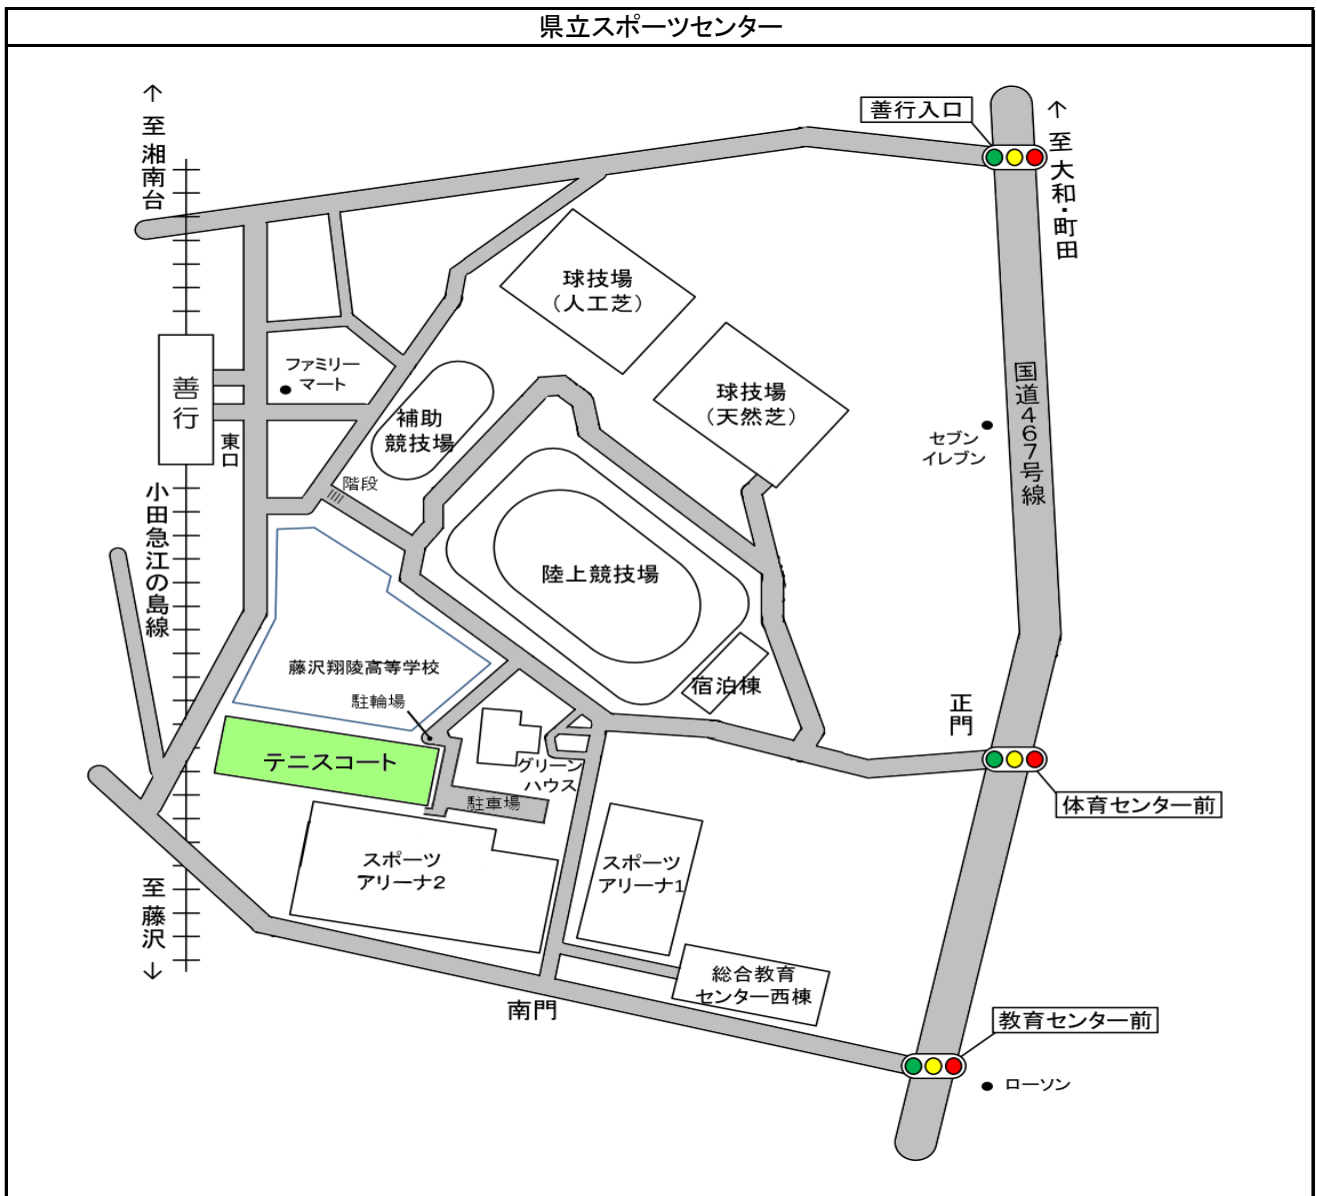 県立スポーツセンター
善行入口
↑至湘南台
↑至大和・町田
球技場
（人工芝）
ファミリー
マート
球技場
（天然芝）
国道467号線
善行
補助
競技場
東口
セブン
イレブン
階段
小田急江の島線
陸上競技場
藤沢翔陵高等学校
宿泊棟
駐輪場
正門
テニスコート
グリーン
ハウス
体育センター前
駐車場
スポーツ
アリーナ2
スポーツ
アリーナ1
至藤沢↓
総合教育
センター西棟
南門
教育センター前
ローソン